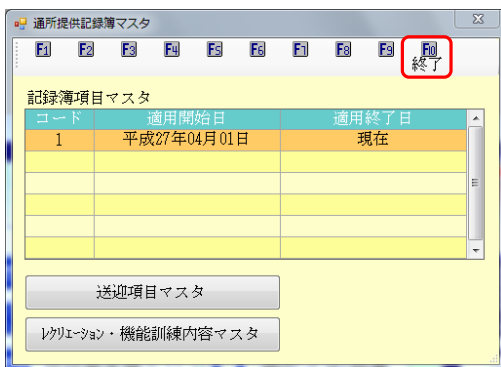 通所提供記録簿マスタ
F1 F2 F3 F4 F5 F6 F7 F8 F9 F10
終了
記録簿項目マスタ
コード 適用開始日 適用終了日
1 平成27年04月01日 現在
送迎項目マスタ
ﾚｸﾘｴｰｼｮﾝ・機能訓練内容マスタ